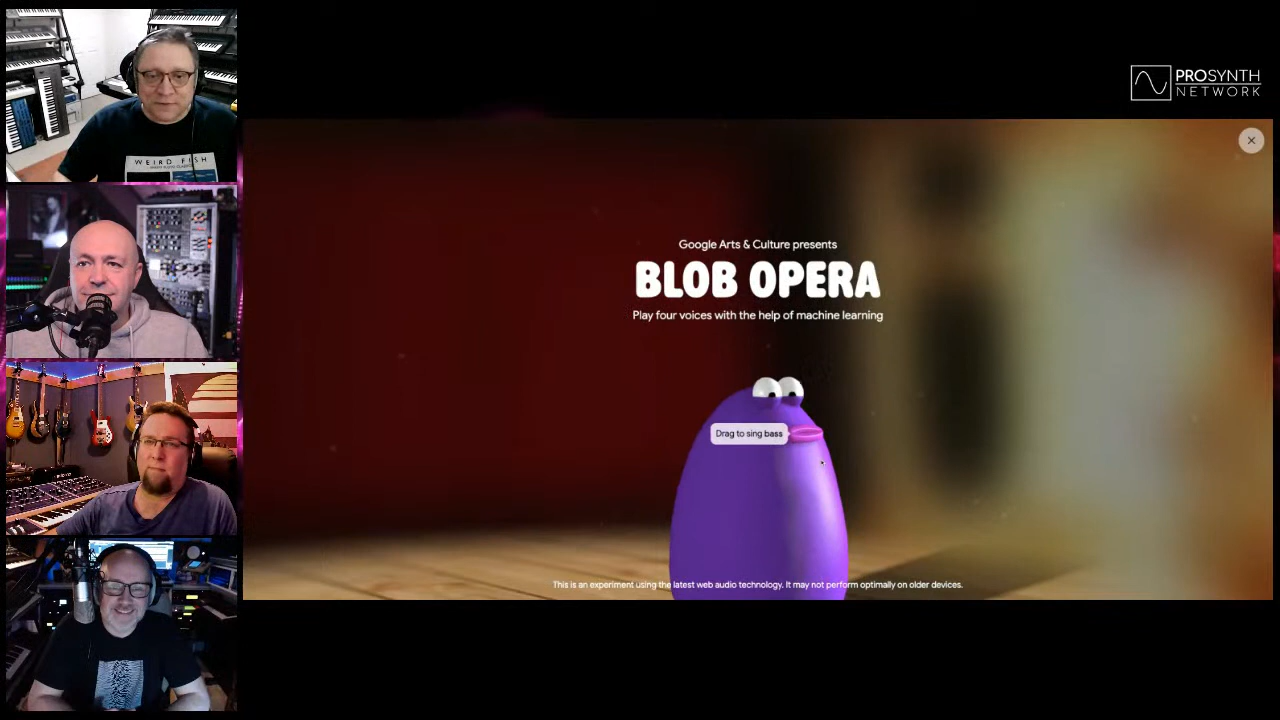 PROSYNTH
NETWORK
WEIRD FISH
Google Arts & Culture presents
BLOB OPERA
Play four voices with the help of machine learning
Drag to sing bass
This is an experiment using the latest web audio technology. It may not perform optimally on older devices.